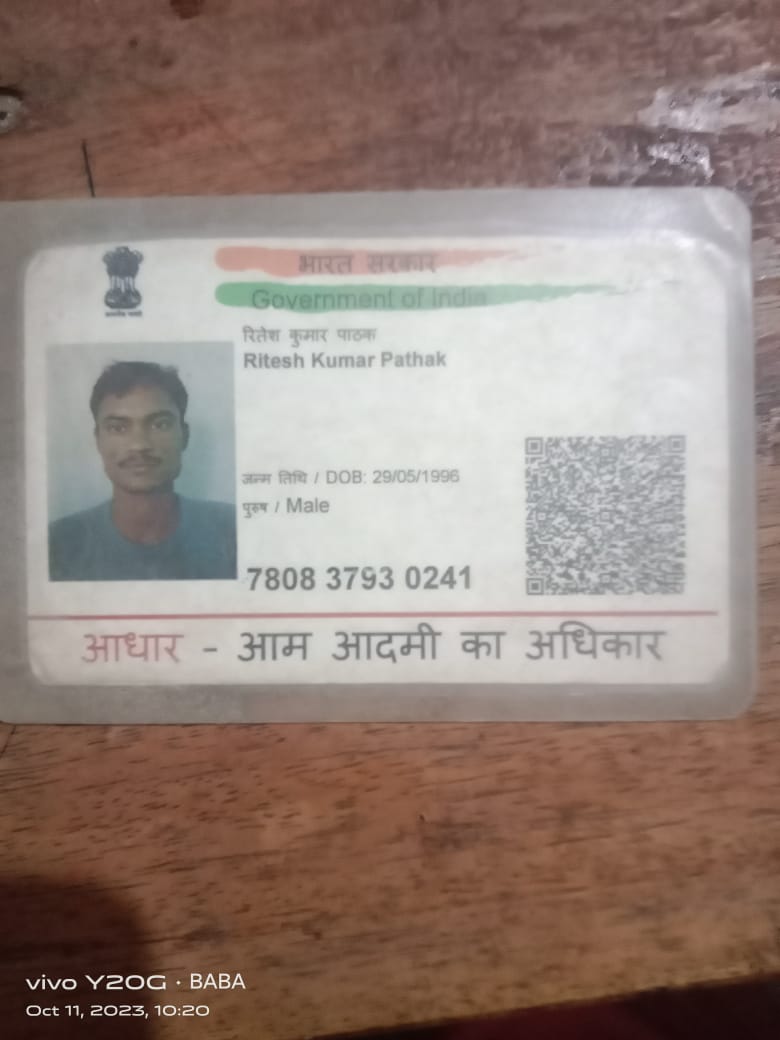 भारत सरकार
Government of India
रितेश कुमार पाठक
Ritesh Kumar Pathak
जन्म तिथि / DOB: 29/05/1996
पुरुष / Male
7808 3793 0241
आधार - आम आदमी का अधिकार
vivo Y20G · BABA
Oct 11, 2023, 10:20